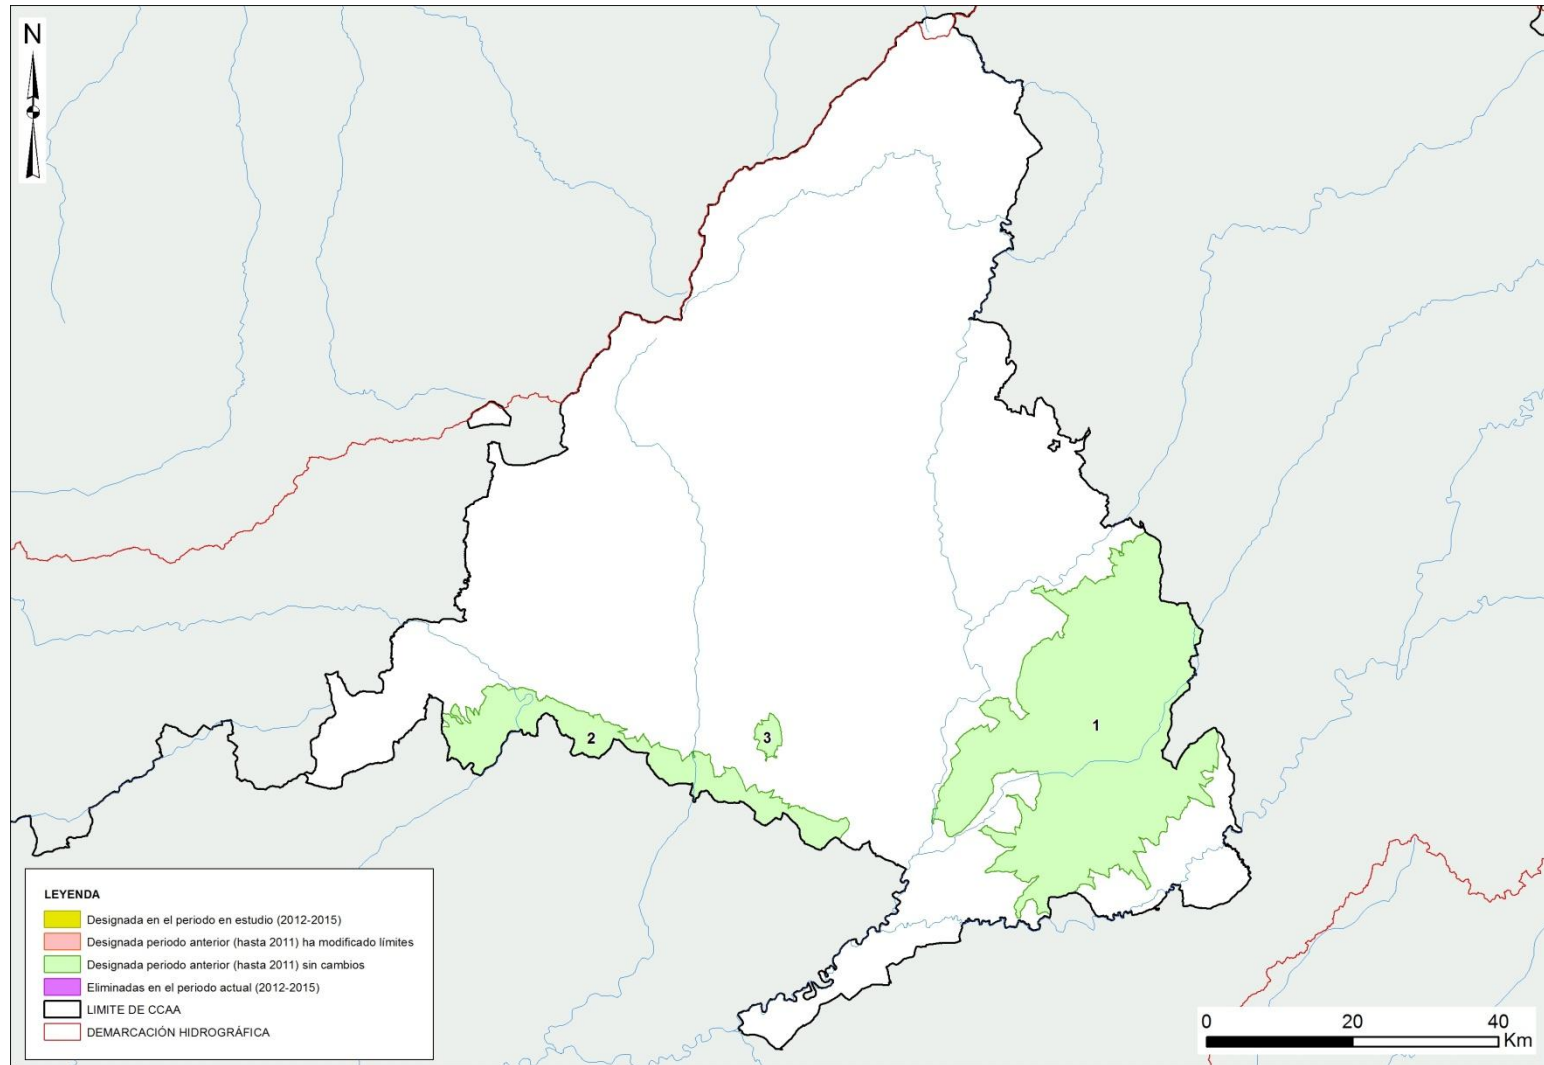 N
1
2
3
LEYENDA
Designada en el periodo en estudio (2012-2015)
Designada periodo anterior (hasta 2011) ha modificado límites
Designada periodo anterior (hasta 2011) sin cambios
Eliminadas en el periodo actual (2012-2015)
LIMITE DE CCAA
DEMARCACIÓN HIDROGRÁFICA
0 20 40
Km